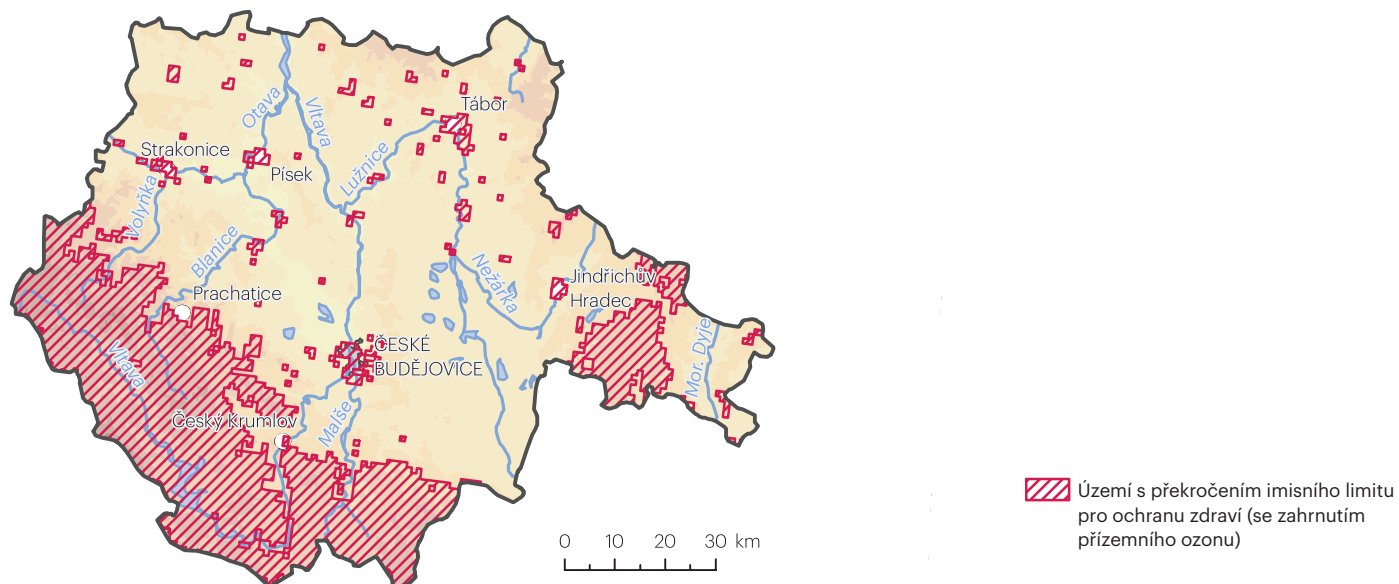 Tábor
Otava
Vltava
Strakonice
Písek
Lužnice
Volyňka
Blanice
Nežárka
Jindřichův
Hradec
Prachatice
Mor. Dyje
Vltava
ČESKÉ
BUDĚJOVICE
Český Krumlov
Malše
0 10 20 30 km
Území s překročením imisního limitu
pro ochranu zdraví (se zahrnutím
přízemního ozonu)